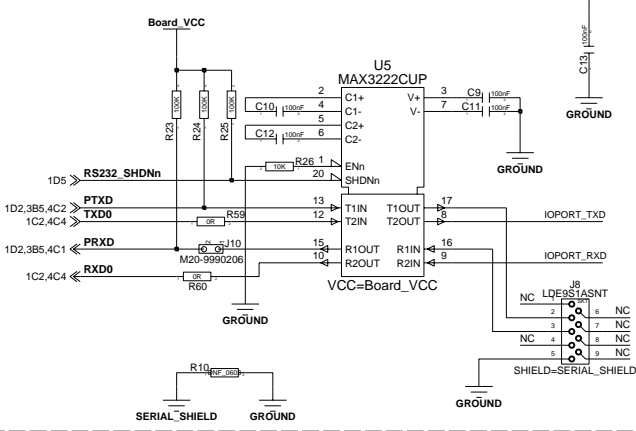 Board_VCC
100K
R23
100K
R24
100K
R25
U5
MAX3222CUP
2 C1+
4 C1-
5 C2+
6 C2-
1 ENn
20 SHDNn
V+ 3
V- 7
C10 100nF
C12 100nF
C9 100nF
C11 100nF
GROUND
C13 100nF
GROUND
10K R26
1D5 RS232_SHDNn
1D2,3B5,4C2 PTXD
1C2,4C4 TXD0
0R R59
13 T1IN T1OUT 17
12 T2IN T2OUT 8
IOPORT_TXD
1D2,3B5,4C1 PRXD
J10
M20-9990206
15 R1OUT R1IN 16
10 R2OUT R2IN 9
IOPORT_RXD
1C2,4C4 RXD0
0R
R60
VCC=Board_VCC
GROUND
J8
LDE9S1ASNT
SKT
NC 1
2 6 NC
3 7 NC
NC 4 8 NC
5 9 NC
SHIELD=SERIAL_SHIELD
GROUND
R10
SERIAL_SHIELD
GROUND